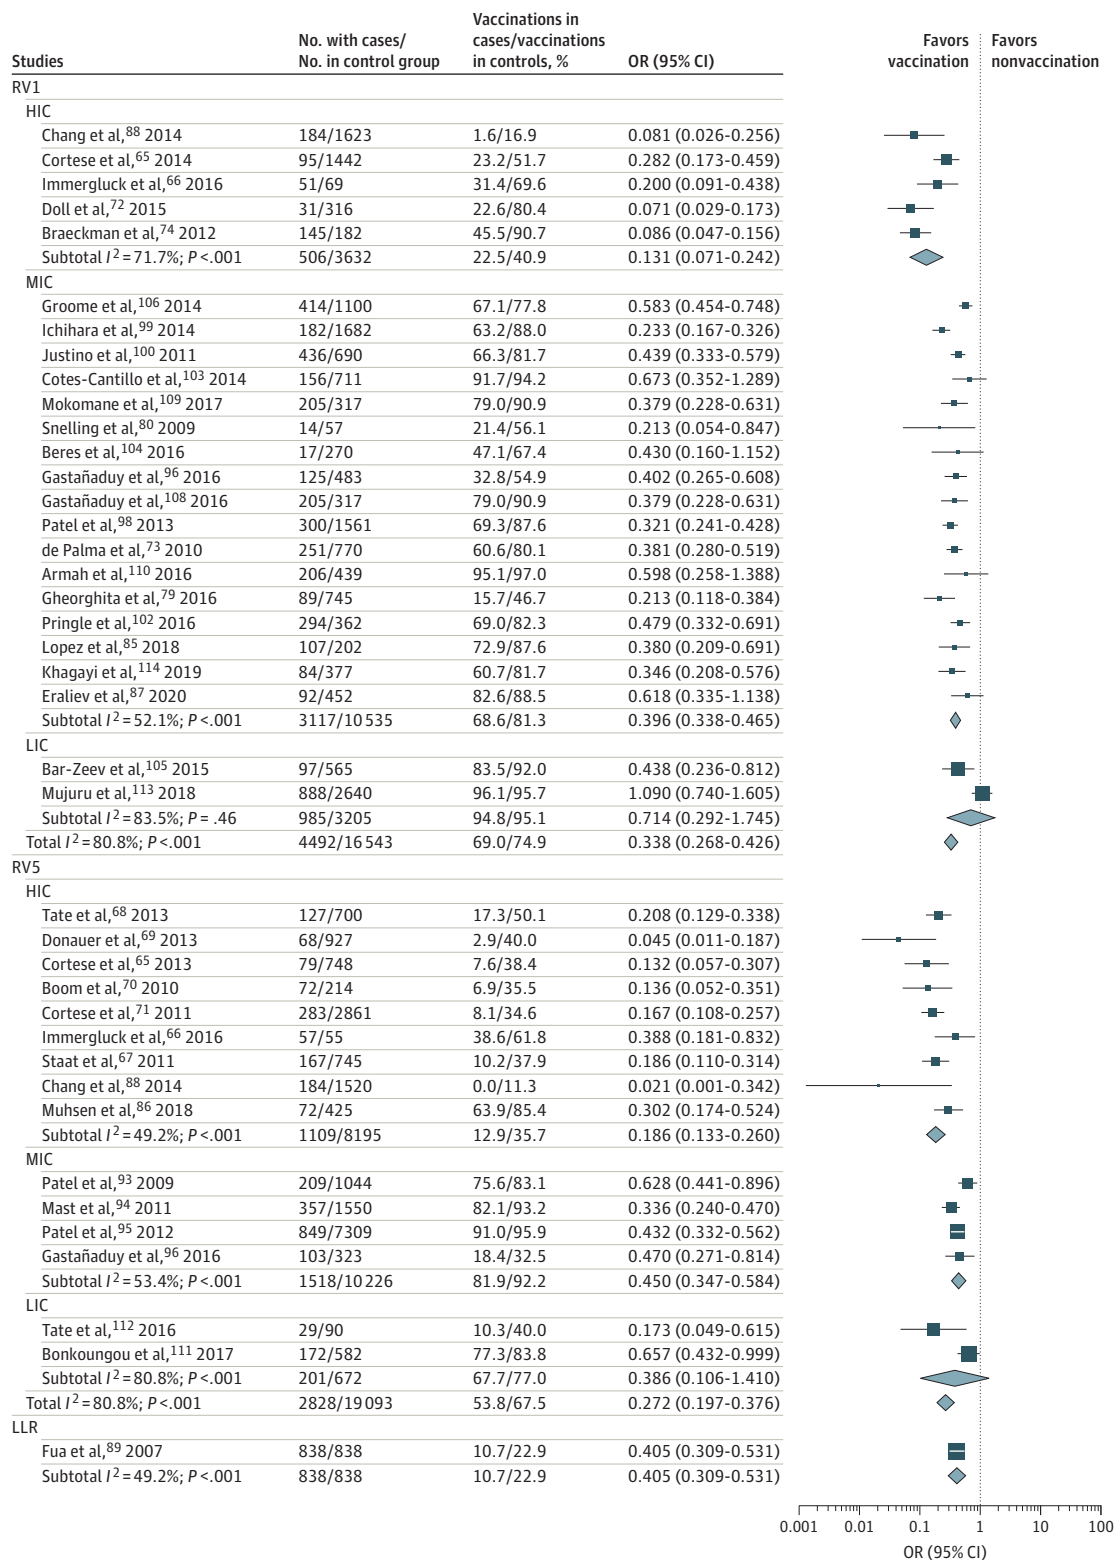 Studies No. with cases/ No. in control group Vaccinations in cases/vaccinations in controls, % OR (95% CI) Favors vaccination Favors nonvaccination
RV1
HIC
Chang et al,88 2014 184/1623 1.6/16.9 0.081 (0.026-0.256)
Cortese et al,65 2014 95/1442 23.2/51.7 0.282 (0.173-0.459)
Immergluck et al,66 2016 51/69 31.4/69.6 0.200 (0.091-0.438)
Doll et al,72 2015 31/316 22.6/80.4 0.071 (0.029-0.173)
Braeckman et al,74 2012 145/182 45.5/90.7 0.086 (0.047-0.156)
Subtotal I2 = 71.7%; P <.001 506/3632 22.5/40.9 0.131 (0.071-0.242)
MIC
Groome et al,106 2014 414/1100 67.1/77.8 0.583 (0.454-0.748)
Ichihara et al,99 2014 182/1682 63.2/88.0 0.233 (0.167-0.326)
Justino et al,100 2011 436/690 66.3/81.7 0.439 (0.333-0.579)
Cotes-Cantillo et al,103 2014 156/711 91.7/94.2 0.673 (0.352-1.289)
Mokomane et al,109 2017 205/317 79.0/90.9 0.379 (0.228-0.631)
Snelling et al,80 2009 14/57 21.4/56.1 0.213 (0.054-0.847)
Beres et al,104 2016 17/270 47.1/67.4 0.430 (0.160-1.152)
Gastañaduy et al,96 2016 125/483 32.8/54.9 0.402 (0.265-0.608)
Gastañaduy et al,108 2016 205/317 79.0/90.9 0.379 (0.228-0.631)
Patel et al,98 2013 300/1561 69.3/87.6 0.321 (0.241-0.428)
de Palma et al,73 2010 251/770 60.6/80.1 0.381 (0.280-0.519)
Armah et al,110 2016 206/439 95.1/97.0 0.598 (0.258-1.388)
Gheorghita et al,79 2016 89/745 15.7/46.7 0.213 (0.118-0.384)
Pringle et al,102 2016 294/362 69.0/82.3 0.479 (0.332-0.691)
Lopez et al,85 2018 107/202 72.9/87.6 0.380 (0.209-0.691)
Khagayi et al,114 2019 84/377 60.7/81.7 0.346 (0.208-0.576)
Eraliev et al,87 2020 92/452 82.6/88.5 0.618 (0.335-1.138)
Subtotal I2 = 52.1%; P <.001 3117/10 535 68.6/81.3 0.396 (0.338-0.465)
LIC
Bar-Zeev et al,105 2015 97/565 83.5/92.0 0.438 (0.236-0.812)
Mujuru et al,113 2018 888/2640 96.1/95.7 1.090 (0.740-1.605)
Subtotal I2 = 83.5%; P = .46 985/3205 94.8/95.1 0.714 (0.292-1.745)
Total I2 = 80.8%; P <.001 4492/16 543 69.0/74.9 0.338 (0.268-0.426)
RV5
HIC
Tate et al,68 2013 127/700 17.3/50.1 0.208 (0.129-0.338)
Donauer et al,69 2013 68/927 2.9/40.0 0.045 (0.011-0.187)
Cortese et al,65 2013 79/748 7.6/38.4 0.132 (0.057-0.307)
Boom et al,70 2010 72/214 6.9/35.5 0.136 (0.052-0.351)
Cortese et al,71 2011 283/2861 8.1/34.6 0.167 (0.108-0.257)
Immergluck et al,66 2016 57/55 38.6/61.8 0.388 (0.181-0.832)
Staat et al,67 2011 167/745 10.2/37.9 0.186 (0.110-0.314)
Chang et al,88 2014 184/1520 0.0/11.3 0.021 (0.001-0.342)
Muhsen et al,86 2018 72/425 63.9/85.4 0.302 (0.174-0.524)
Subtotal I2 = 49.2%; P <.001 1109/8195 12.9/35.7 0.186 (0.133-0.260)
MIC
Patel et al,93 2009 209/1044 75.6/83.1 0.628 (0.441-0.896)
Mast et al,94 2011 357/1550 82.1/93.2 0.336 (0.240-0.470)
Patel et al,95 2012 849/7309 91.0/95.9 0.432 (0.332-0.562)
Gastañaduy et al,96 2016 103/323 18.4/32.5 0.470 (0.271-0.814)
Subtotal I2 = 53.4%; P <.001 1518/10 226 81.9/92.2 0.450 (0.347-0.584)
LIC
Tate et al,112 2016 29/90 10.3/40.0 0.173 (0.049-0.615)
Bonkoungou et al,111 2017 172/582 77.3/83.8 0.657 (0.432-0.999)
Subtotal I2 = 80.8%; P <.001 201/672 67.7/77.0 0.386 (0.106-1.410)
Total I2 = 80.8%; P <.001 2828/19 093 53.8/67.5 0.272 (0.197-0.376)
LLR
Fua et al,89 2007 838/838 10.7/22.9 0.405 (0.309-0.531)
Subtotal I2 = 49.2%; P <.001 838/838 10.7/22.9 0.405 (0.309-0.531)
0.001 0.01 0.1 1 10 100
OR (95% CI)